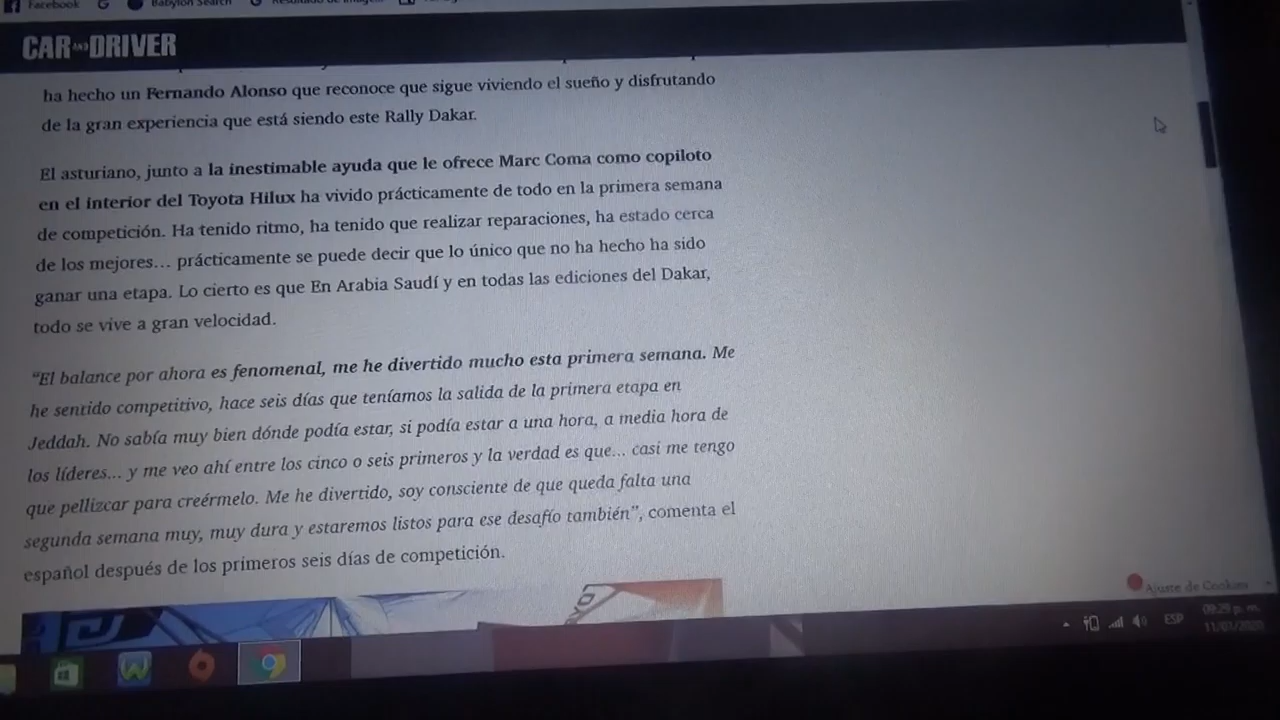 Facebook
Babylon Search
CAR AND DRIVER
ha hecho un Fernando Alonso que reconoce que sigue viviendo el sueño y disfrutando
de la gran experiencia que está siendo este Rally Dakar.
El asturiano, junto a la inestimable ayuda que le ofrece Marc Coma como copiloto
en el interior del Toyota Hilux ha vivido prácticamente de todo en la primera semana
de competición. Ha tenido ritmo, ha tenido que realizar reparaciones, ha estado cerca
de los mejores... prácticamente se puede decir que lo único que no ha hecho ha sido
ganar una etapa. Lo cierto es que En Arabia Saudí y en todas las ediciones del Dakar,
todo se vive a gran velocidad.
“El balance por ahora es fenomenal, me he divertido mucho esta primera semana. Me
he sentido competitivo, hace seis días que teníamos la salida de la primera etapa en
Jeddah. No sabía muy bien dónde podía estar, si podía estar a una hora, a media hora de
los líderes... y me veo ahí entre los cinco o seis primeros y la verdad es que... casi me tengo
que pellizcar para creérmelo. Me he divertido, soy consciente de que queda falta una
segunda semana muy, muy dura y estaremos listos para ese desafío también”, comenta el
español después de los primeros seis días de competición.
Ajuste de Cookies
ESP
09:29 p. m.
11/01/2020